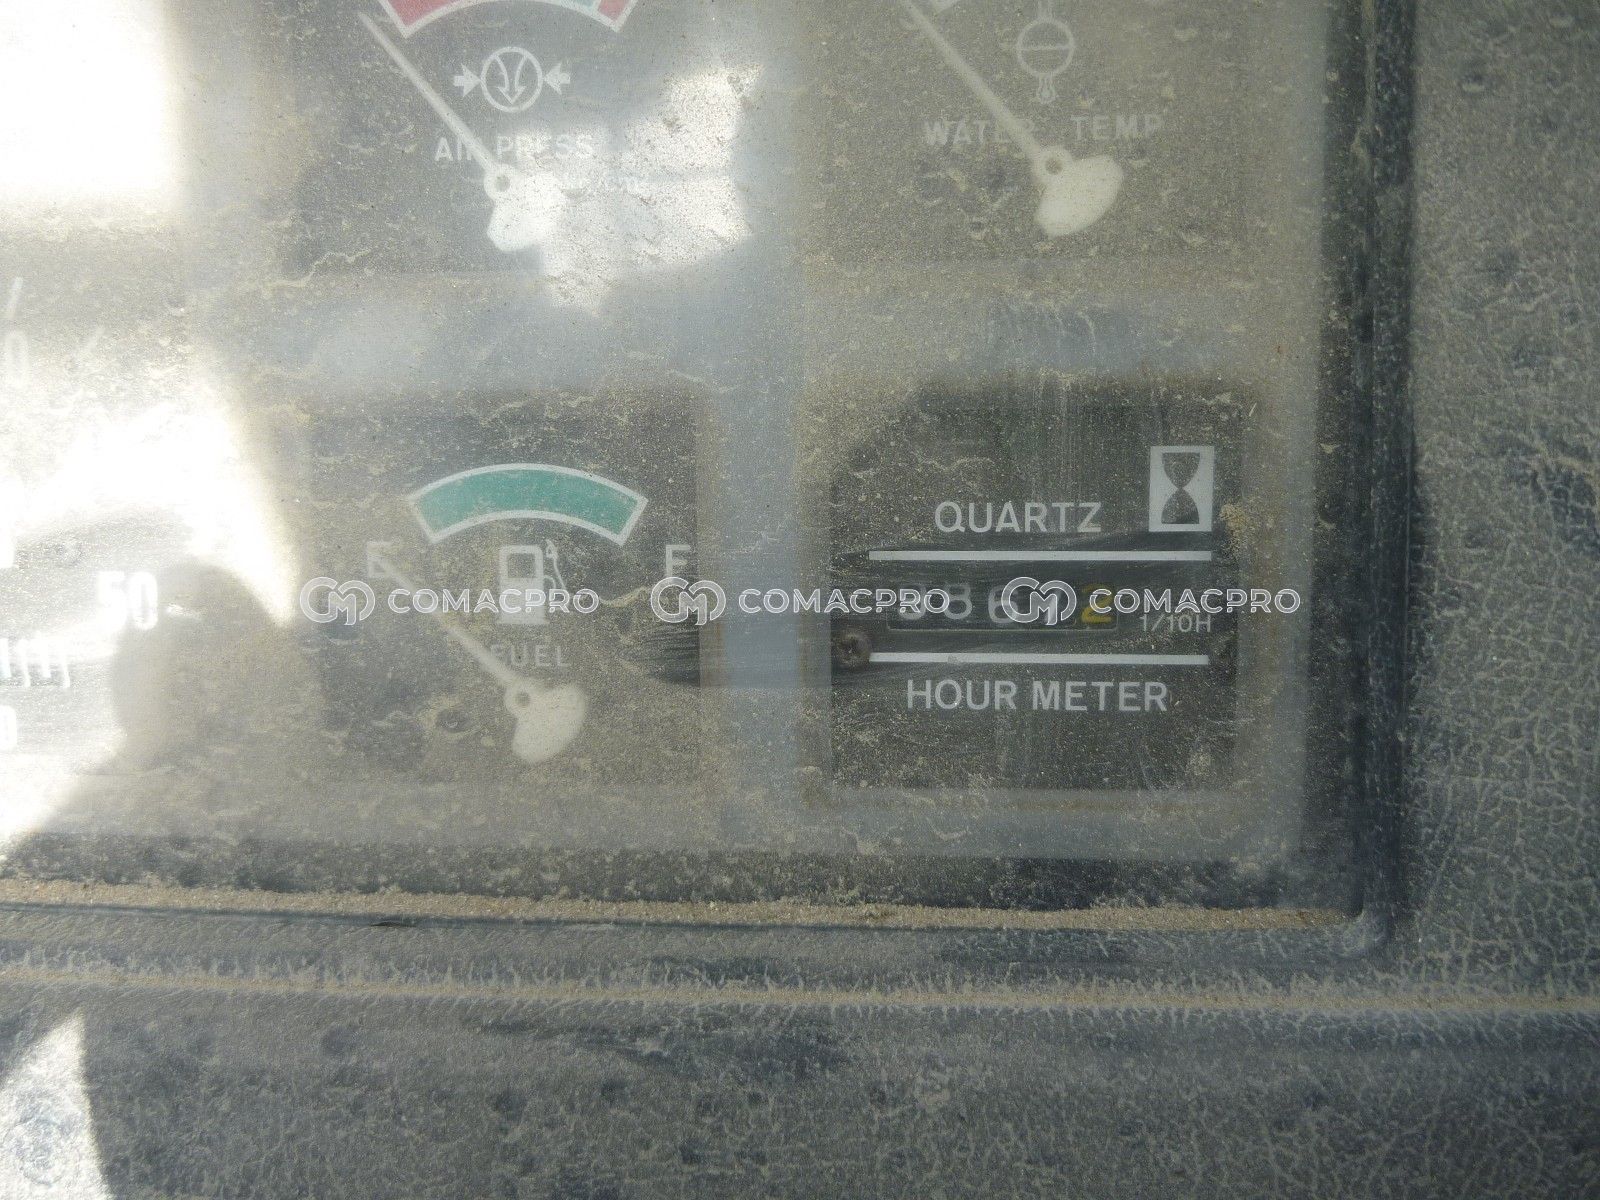 AIR PRESS
WATER TEMP
QUARTZ
E
F
50
COMACPRO COMACPRO COMACPRO
1/10H
FUEL
HOUR METER